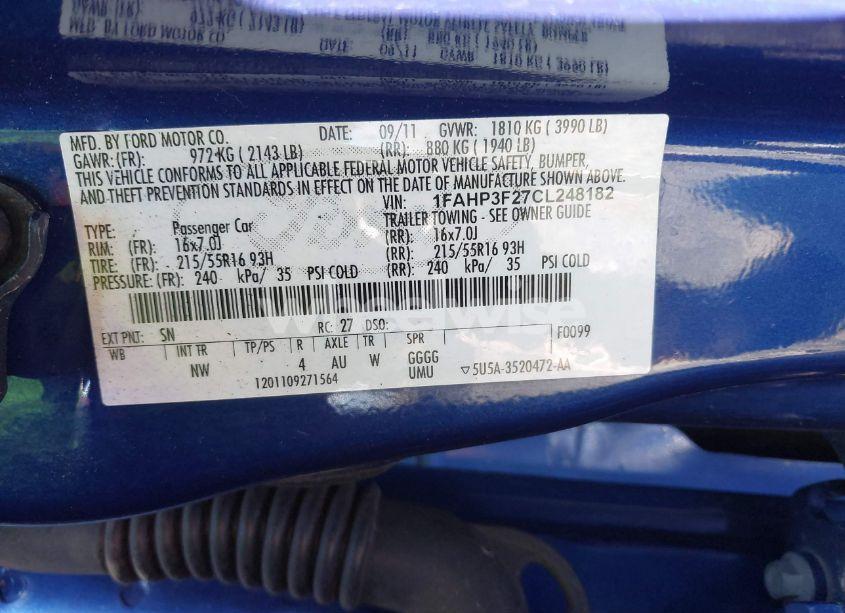 MFD. BY FORD MOTOR CO. DATE: 09/11 GVWR: 1810 KG ( 3990 LB)
GAWR: (FR): 972 KG ( 2143 LB) (RR): 880 KG ( 1940 LB)
THIS VEHICLE CONFORMS TO ALL APPLICABLE FEDERAL MOTOR VEHICLE SAFETY, BUMPER,
AND THEFT PREVENTION STANDARDS IN EFFECT ON THE DATE OF MANUFACTURE SHOWN ABOVE.
VIN: 1FAHP3F27CL248182
TYPE: Passenger Car TRAILER TOWING - SEE OWNER GUIDE
RIM: (FR): 16x7.0J (RR): 16x7.0J
TIRE: (FR): 215/55R16 93H (RR): 215/55R16 93H
PRESSURE: (FR): 240 kPa/ 35 PSI COLD (RR): 240 kPa/ 35 PSI COLD
wheelwise
EXT PNT: SN RC: 27 DSO: F0099
WB INT TR TP/PS R AXLE TR SPR
NW 4 AU W GGGG
1201109271564 UMU ▽5U5A-3520472-AA